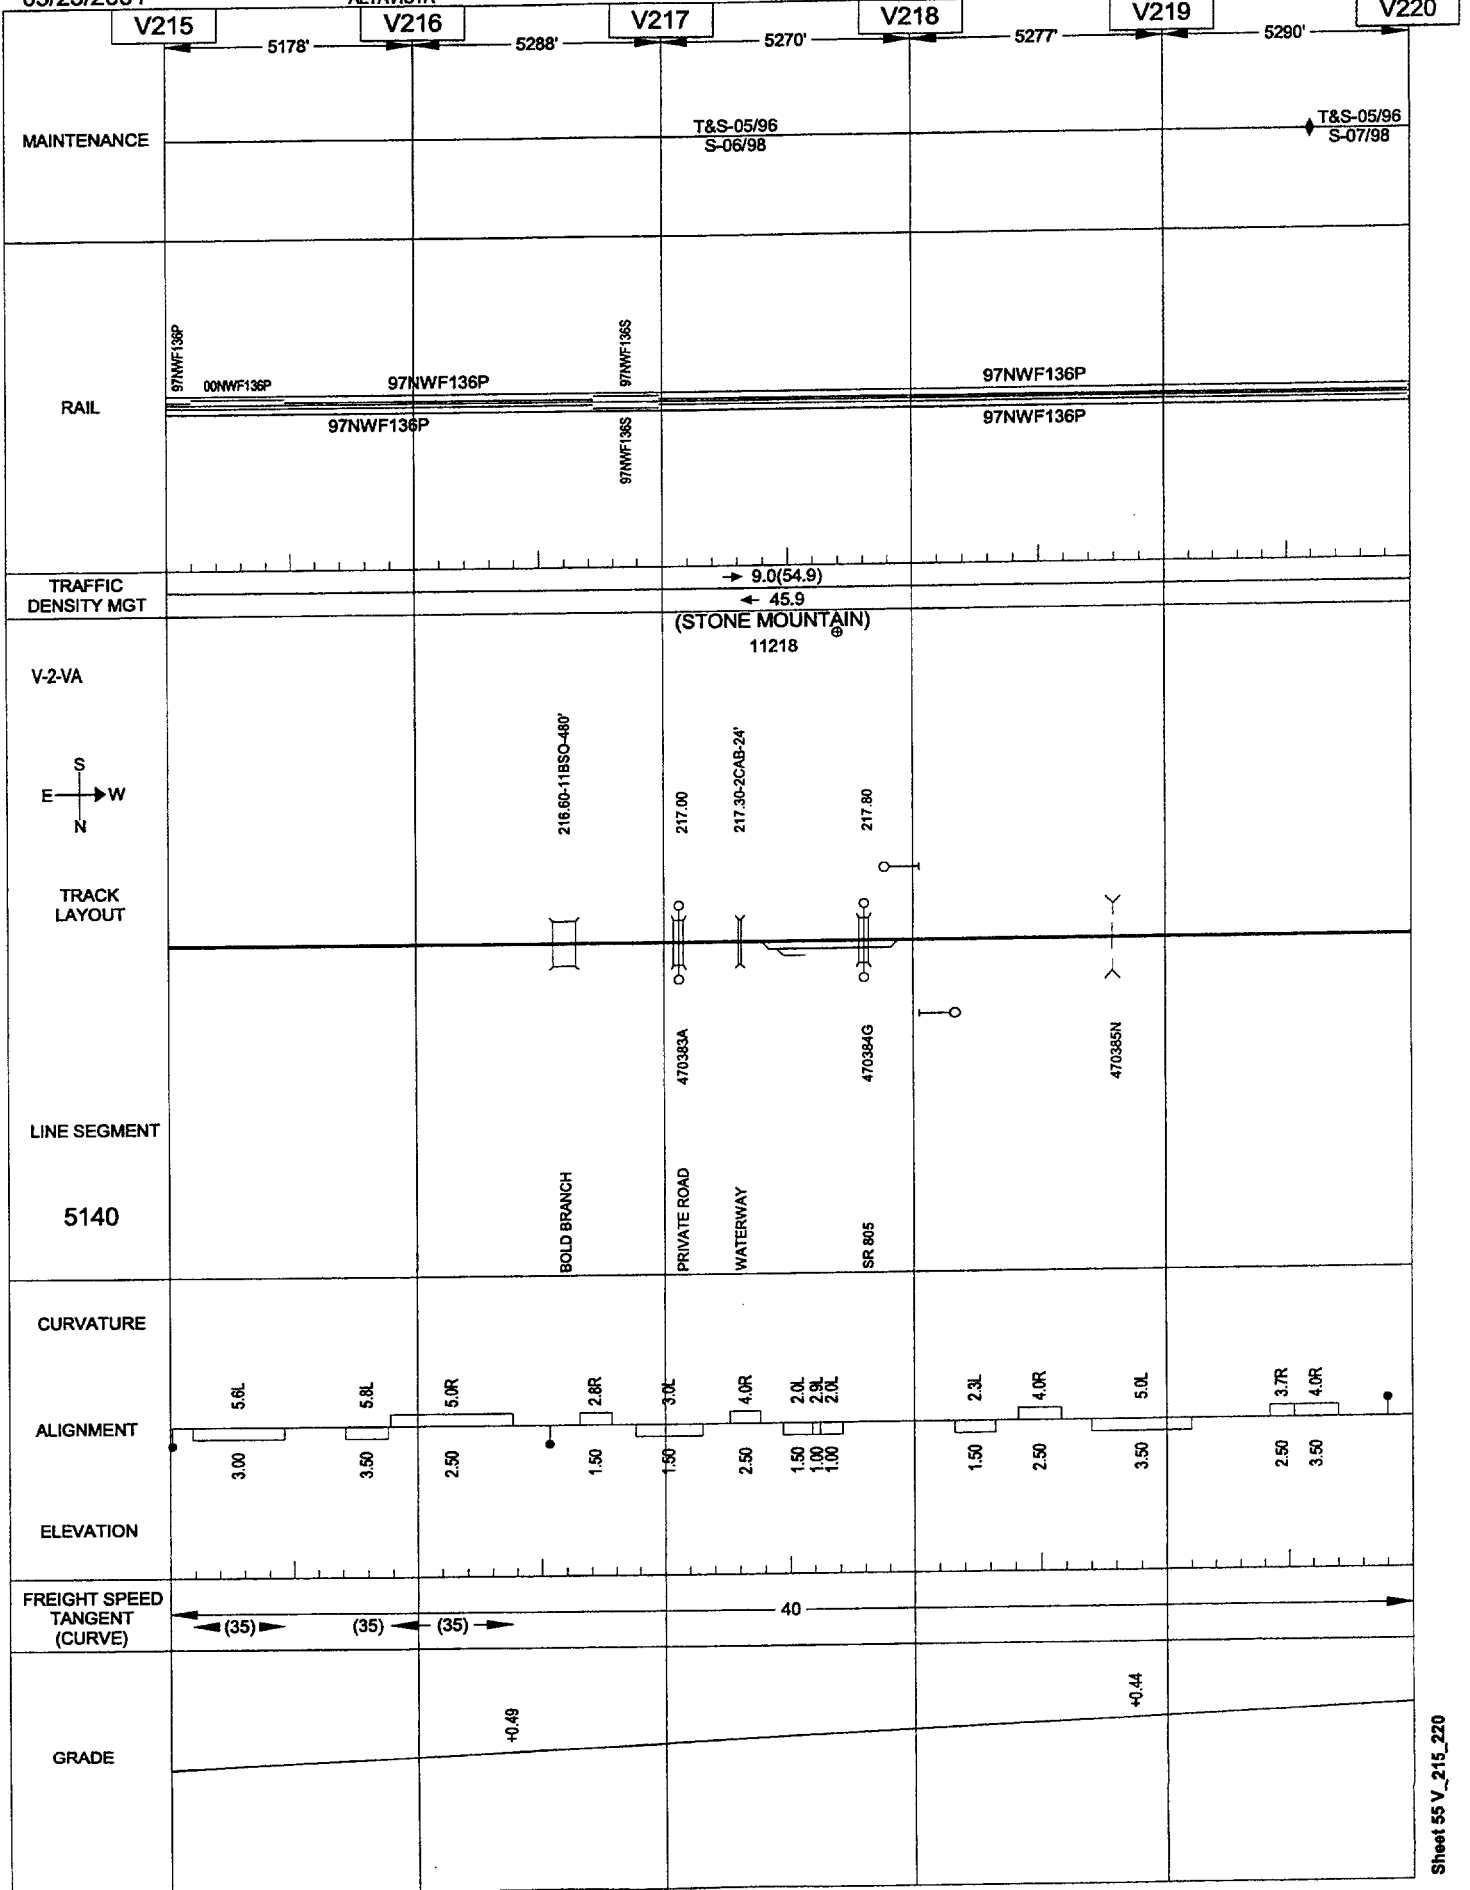 V215 V216 V217 V218 V219 V220
5178' 5288' 5270' 5277' 5290'
MAINTENANCE
T&S-05/96
S-06/98
T&S-05/96
S-07/98
RAIL
97NWF136P
00NWF136P
97NWF136P
97NWF136P
97NWF136S
97NWF136S
97NWF136P
97NWF136P
TRAFFIC
DENSITY MGT
9.0(54.9)
45.9
(STONE MOUNTAIN)
11218
V-2-VA
S
E W
N
216.60-11BSO-480'
217.00
217.30-2CAB-24'
217.80
TRACK
LAYOUT
470383A
470384G
470385N
LINE SEGMENT
5140
BOLD BRANCH
PRIVATE ROAD
WATERWAY
SR 805
CURVATURE
5.6L 5.8L 5.0R 2.8R 3.0L 4.0R 2.0L 2.9L 2.0L 2.3L 4.0R 5.0L 3.7R 4.0R
ALIGNMENT
3.00 3.50 2.50 1.50 1.50 2.50 1.50 1.00 1.00 1.50 2.50 3.50 2.50 3.50
ELEVATION
FREIGHT SPEED
TANGENT
(CURVE)
40
(35) (35) (35)
GRADE
+0.49
+0.44
Sheet 55 V_215_220